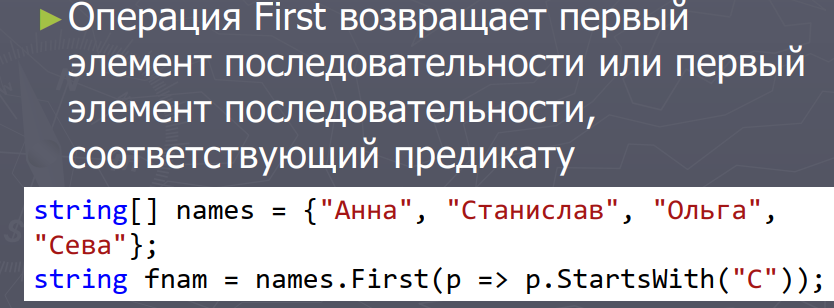 ►Операция First возвращает первый
элемент последовательности или первый
элемент последовательности,
соответствующий предикату
string[] names = {"Анна", "Станислав", "Ольга",
"Сева"};
string fnam = names.First(p => p.StartsWith("С"));